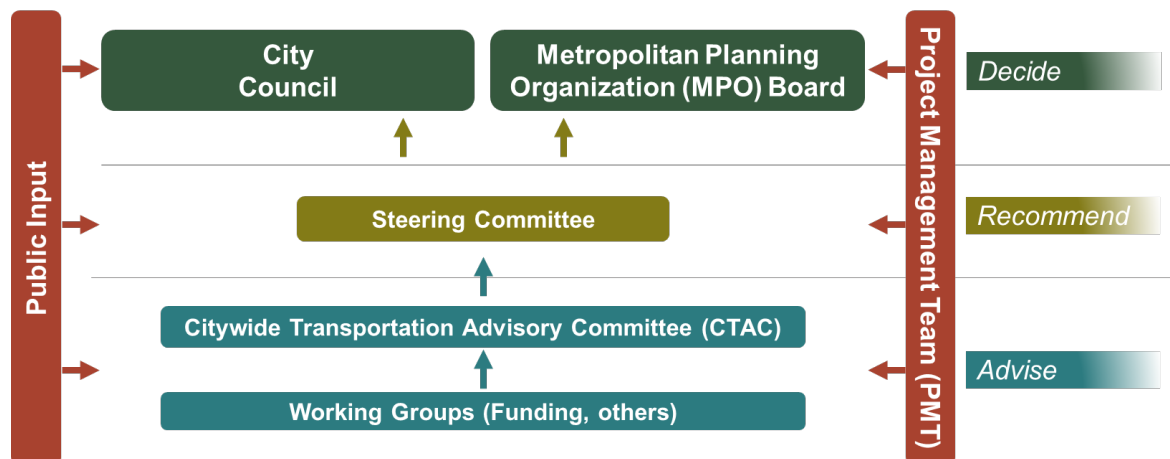 Public Input
City
Council
Metropolitan Planning
Organization (MPO) Board
Project Management Team (PMT)
Decide
Steering Committee
Recommend
Citywide Transportation Advisory Committee (CTAC)
Working Groups (Funding, others)
Advise